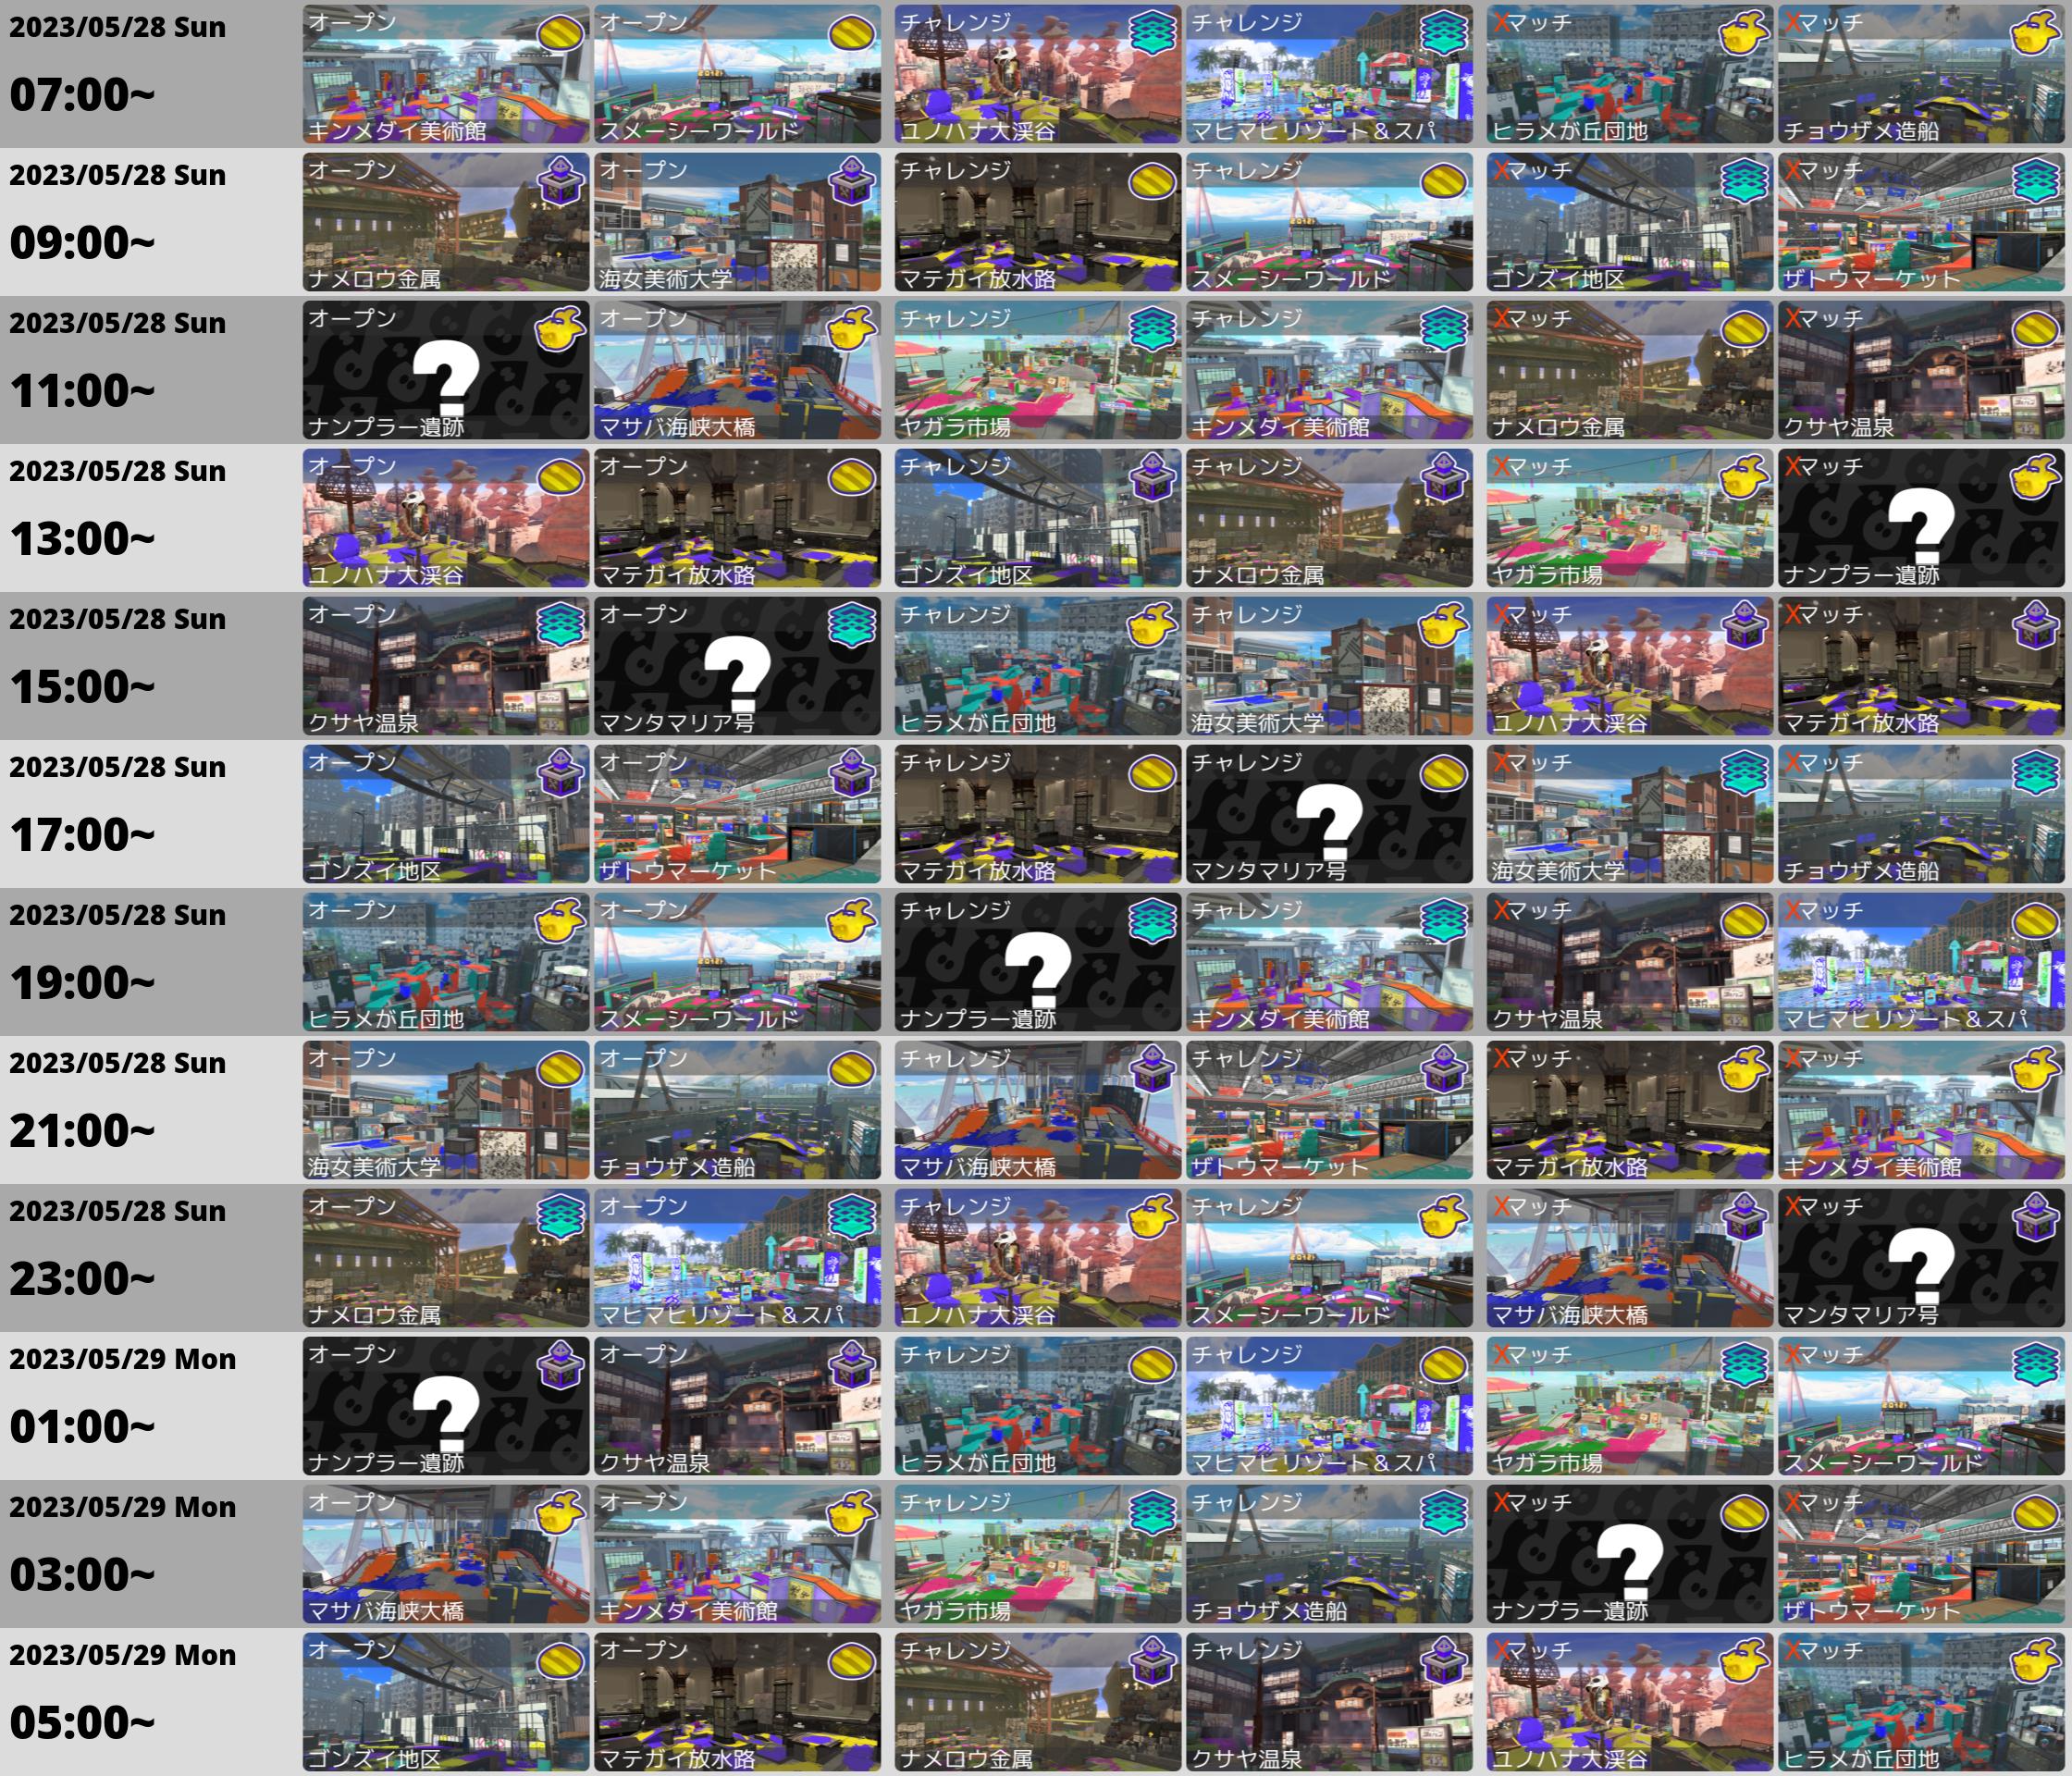 2023/05/28 Sun
07:00~
オープン
キンメダイ美術館
オープン
スメーシーワールド
チャレンジ
ユノハナ大渓谷
チャレンジ
マヒマヒリゾート＆スパ
Xマッチ
ヒラメが丘団地
Xマッチ
チョウザメ造船
2023/05/28 Sun
09:00~
オープン
ナメロウ金属
オープン
海女美術大学
チャレンジ
マテガイ放水路
チャレンジ
スメーシーワールド
Xマッチ
ゴンズイ地区
Xマッチ
ザトウマーケット
2023/05/28 Sun
11:00~
オープン
?
ナンプラー遺跡
オープン
マサバ海峡大橋
チャレンジ
ヤガラ市場
チャレンジ
キンメダイ美術館
Xマッチ
ナメロウ金属
Xマッチ
クサヤ温泉
2023/05/28 Sun
13:00~
オープン
ユノハナ大渓谷
オープン
マテガイ放水路
チャレンジ
ゴンズイ地区
チャレンジ
ナメロウ金属
Xマッチ
ヤガラ市場
Xマッチ
?
ナンプラー遺跡
2023/05/28 Sun
15:00~
オープン
クサヤ温泉
オープン
?
マンタマリア号
チャレンジ
ヒラメが丘団地
チャレンジ
海女美術大学
Xマッチ
ユノハナ大渓谷
Xマッチ
マテガイ放水路
2023/05/28 Sun
17:00~
オープン
ゴンズイ地区
オープン
ザトウマーケット
チャレンジ
マテガイ放水路
チャレンジ
?
マンタマリア号
Xマッチ
海女美術大学
Xマッチ
チョウザメ造船
2023/05/28 Sun
19:00~
オープン
ヒラメが丘団地
オープン
スメーシーワールド
チャレンジ
?
ナンプラー遺跡
チャレンジ
キンメダイ美術館
Xマッチ
クサヤ温泉
Xマッチ
マヒマヒリゾート＆スパ
2023/05/28 Sun
21:00~
オープン
海女美術大学
オープン
チョウザメ造船
チャレンジ
マサバ海峡大橋
チャレンジ
ザトウマーケット
Xマッチ
マテガイ放水路
Xマッチ
キンメダイ美術館
2023/05/28 Sun
23:00~
オープン
ナメロウ金属
オープン
マヒマヒリゾート＆スパ
チャレンジ
ユノハナ大渓谷
チャレンジ
スメーシーワールド
Xマッチ
マサバ海峡大橋
Xマッチ
?
マンタマリア号
2023/05/29 Mon
01:00~
オープン
?
ナンプラー遺跡
オープン
クサヤ温泉
チャレンジ
ヒラメが丘団地
チャレンジ
マヒマヒリゾート＆スパ
Xマッチ
ヤガラ市場
Xマッチ
スメーシーワールド
2023/05/29 Mon
03:00~
オープン
マサバ海峡大橋
オープン
キンメダイ美術館
チャレンジ
ヤガラ市場
チャレンジ
チョウザメ造船
Xマッチ
?
ナンプラー遺跡
Xマッチ
ザトウマーケット
2023/05/29 Mon
05:00~
オープン
ゴンズイ地区
オープン
マテガイ放水路
チャレンジ
ナメロウ金属
チャレンジ
クサヤ温泉
Xマッチ
ユノハナ大渓谷
Xマッチ
ヒラメが丘団地